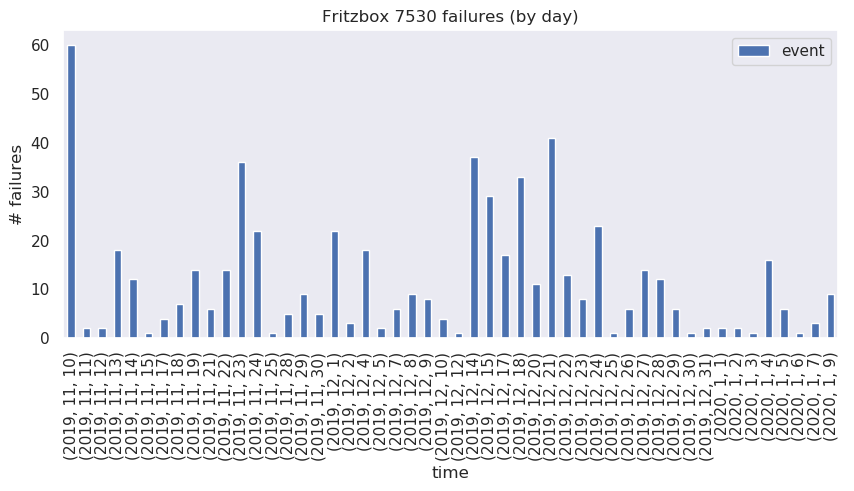 Fritzbox 7530 failures (by day)
event
# failures
60
50
40
30
20
10
0
(2019, 11, 10)
(2019, 11, 11)
(2019, 11, 12)
(2019, 11, 13)
(2019, 11, 14)
(2019, 11, 15)
(2019, 11, 17)
(2019, 11, 18)
(2019, 11, 19)
(2019, 11, 21)
(2019, 11, 22)
(2019, 11, 23)
(2019, 11, 24)
(2019, 11, 25)
(2019, 11, 28)
(2019, 11, 29)
(2019, 11, 30)
(2019, 12, 1)
(2019, 12, 2)
(2019, 12, 4)
(2019, 12, 5)
(2019, 12, 7)
(2019, 12, 8)
(2019, 12, 9)
(2019, 12, 10)
(2019, 12, 12)
(2019, 12, 14)
(2019, 12, 15)
(2019, 12, 17)
(2019, 12, 18)
(2019, 12, 20)
(2019, 12, 21)
(2019, 12, 22)
(2019, 12, 23)
(2019, 12, 24)
(2019, 12, 25)
(2019, 12, 26)
(2019, 12, 27)
(2019, 12, 28)
(2019, 12, 29)
(2019, 12, 30)
(2019, 12, 31)
(2020, 1, 1)
(2020, 1, 2)
(2020, 1, 3)
(2020, 1, 4)
(2020, 1, 5)
(2020, 1, 6)
(2020, 1, 7)
(2020, 1, 9)
time